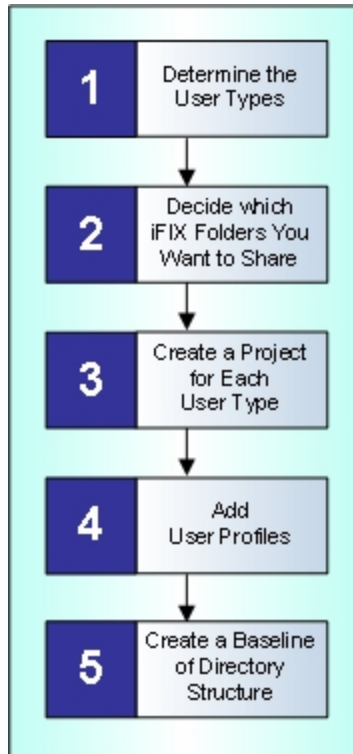 1
Determine the
User Types
2
Decide which
iFIX Folders You
Want to Share
3
Create a Project
for Each
User Type
4
Add
User Profiles
5
Create a Baseline
of Directory
Structure